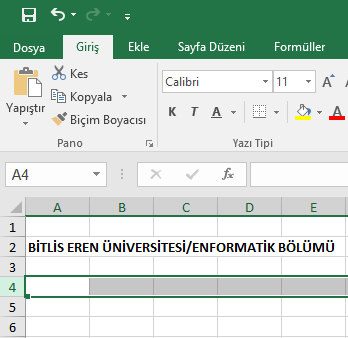 Dosya Giriş Ekle Sayfa Düzeni Formüller
Yapıştır
Kes
Kopyala
Biçim Boyacısı
Pano
Calibri 11 A
K T A A
Yazı Tipi
A4
A B C D E
1
2 BİTLİS EREN ÜNİVERSİTESİ/ENFORMATİK BÖLÜMÜ
3
4
5
6